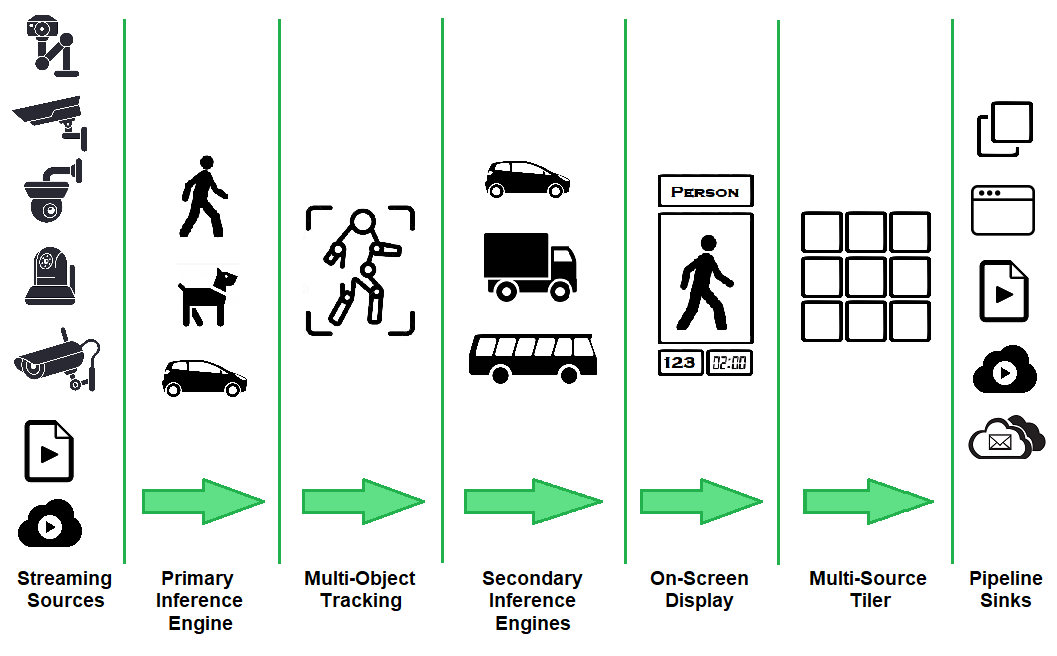 PERSON
123
02:00
Streaming
Sources
Primary
Inference
Engine
Multi-Object
Tracking
Secondary
Inference
Engines
On-Screen
Display
Multi-Source
Tiler
Pipeline
Sinks